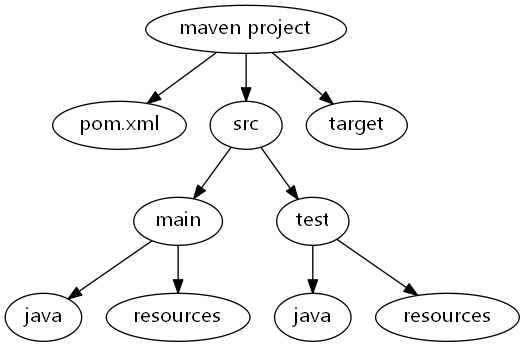 maven project
pom.xml
src
target
main
test
java
resources
java
resources